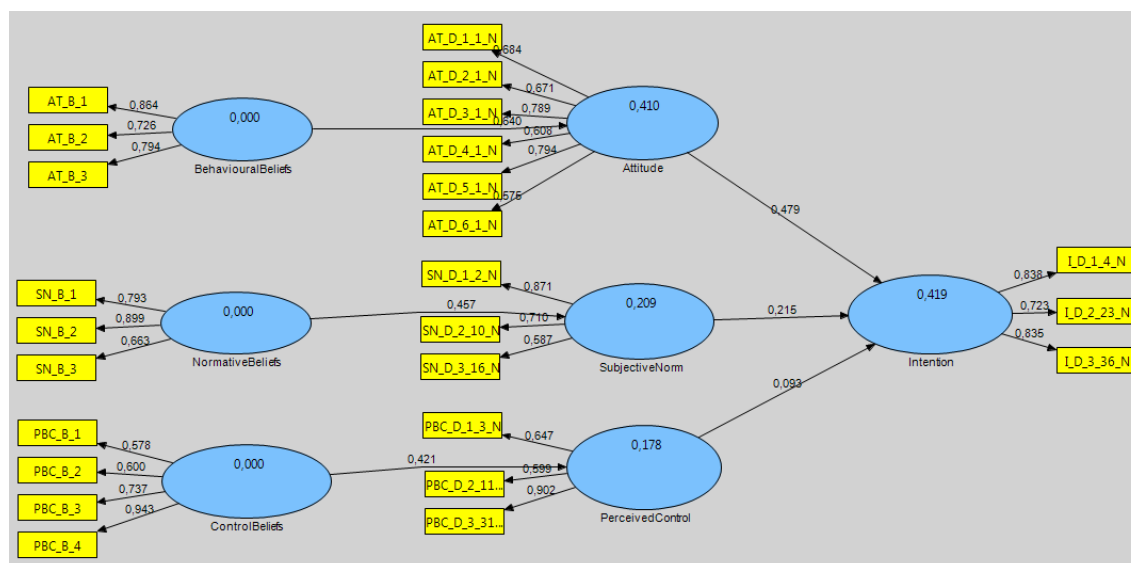 AT_D_1_1_N
0,684
AT_D_2_1_N
0,671
AT_B_1
0,864
0,000
AT_D_3_1_N
0,789
0,410
AT_B_2
0,726
0,640
AT_D_4_1_N
0,608
AT_B_3
0,794
BehaviouralBeliefs
0,794
Attitude
AT_D_5_1_N
0,575
AT_D_6_1_N
0,479
SN_D_1_2_N
0,871
I_D_1_4_N
0,838
SN_B_1
0,793
0,000
0,457
0,209
0,215
0,419
0,723
I_D_2_23_N
SN_B_2
0,899
SN_D_2_10_N
0,710
0,835
SN_B_3
0,663
NormativeBeliefs
SN_D_3_16_N
0,587
SubjectiveNorm
Intention
I_D_3_36_N
0,093
PBC_B_1
0,578
PBC_D_1_3_N
0,647
PBC_B_2
0,600
0,000
0,421
0,178
PBC_B_3
0,737
PBC_D_2_11...
0,599
PBC_B_4
0,943
ControlBeliefs
PBC_D_3_31...
0,902
PerceivedControl